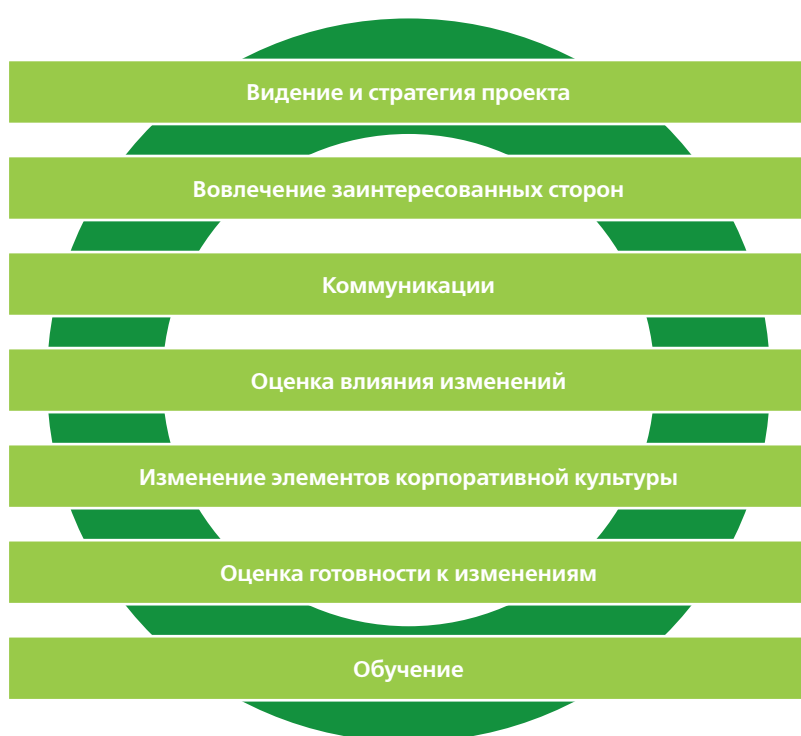 Видение и стратегия проекта
Вовлечение заинтересованных сторон
Коммуникации
Оценка влияния изменений
Изменение элементов корпоративной культуры
Оценка готовности к изменениям
Обучение